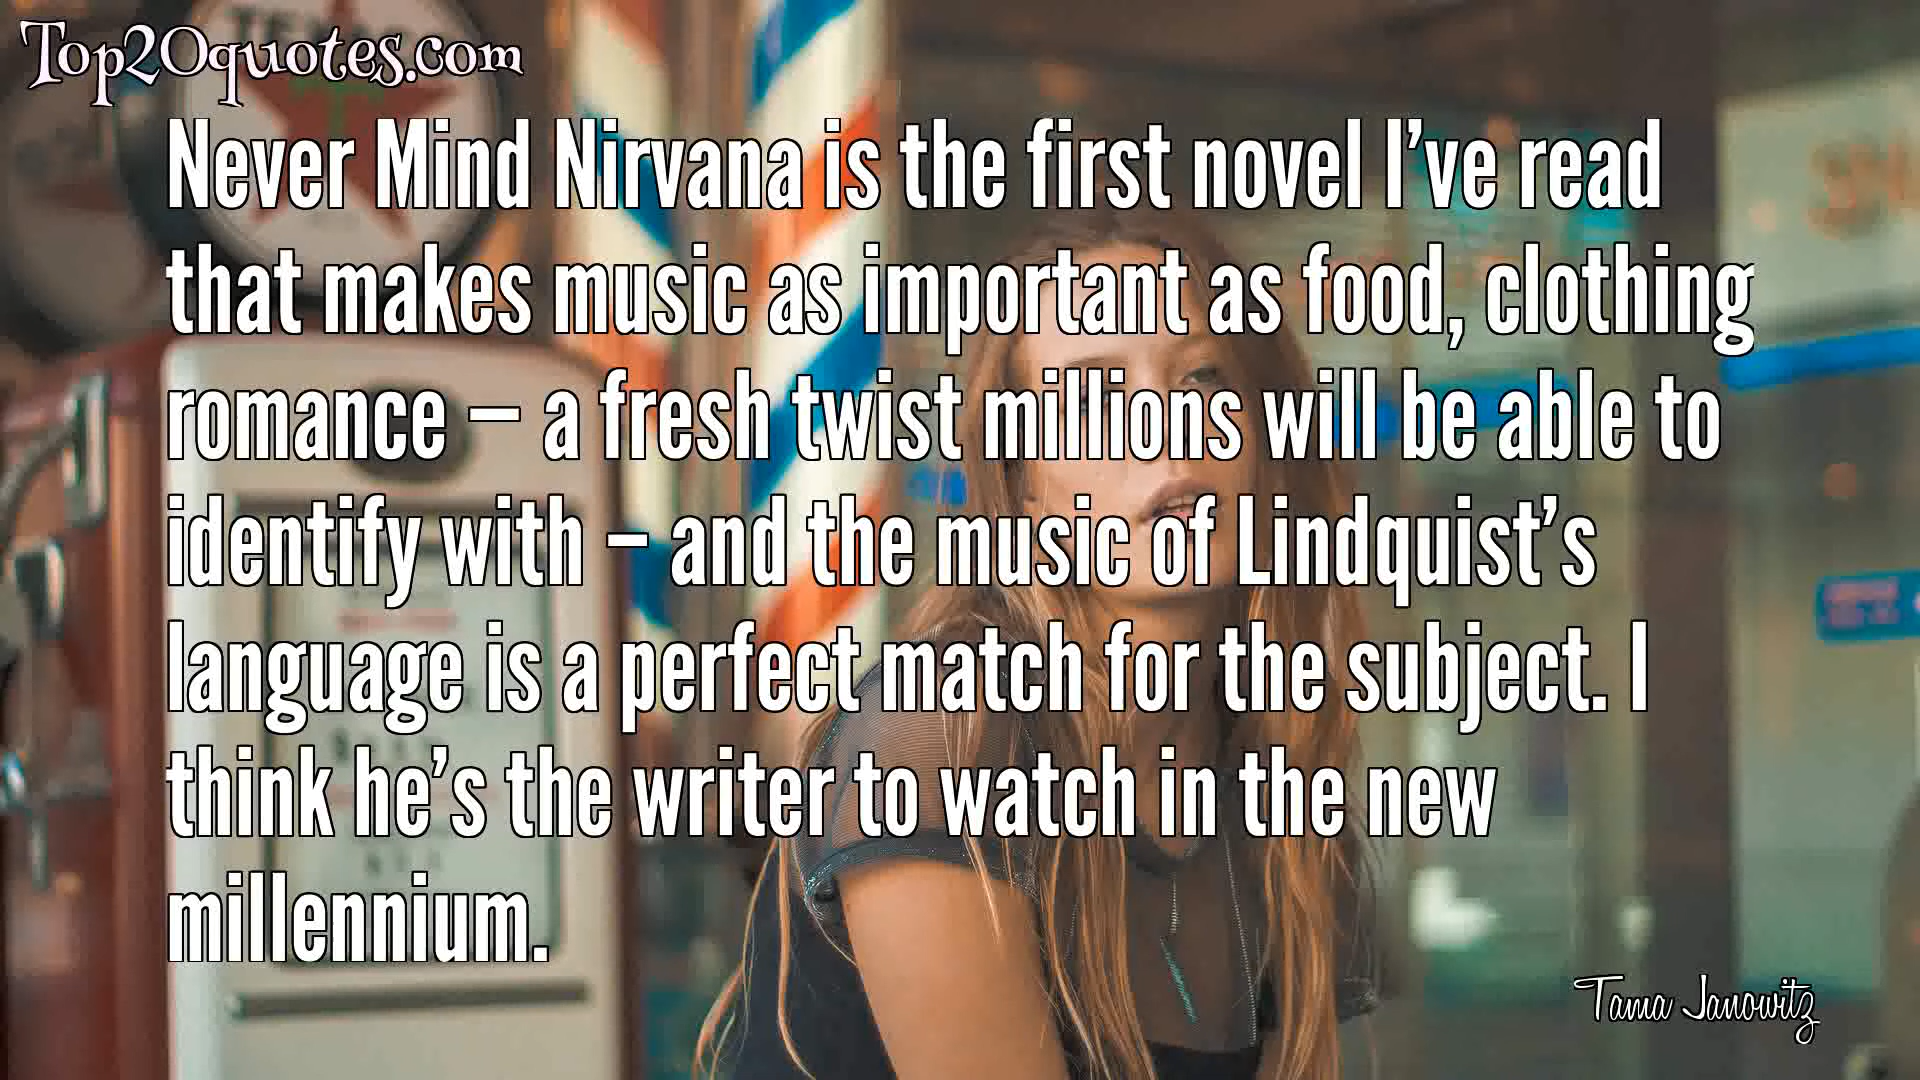 Top20quotes.com
TEXACO
Never Mind Nirvana is the first novel I've read
that makes music as important as food, clothing
romance — a fresh twist millions will be able to
identify with – and the music of Lindquist's
language is a perfect match for the subject. I
think he's the writer to watch in the new
millennium.
Tama Janowitz